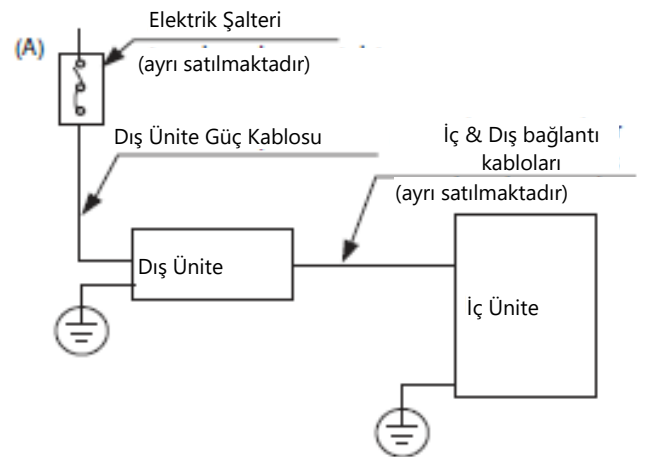 Elektrik Şalteri
(A)
(ayrı satılmaktadır)
Dış Ünite Güç Kablosu
İç & Dış bağlantı
kabloları
(ayrı satılmaktadır)
Dış Ünite
İç Ünite